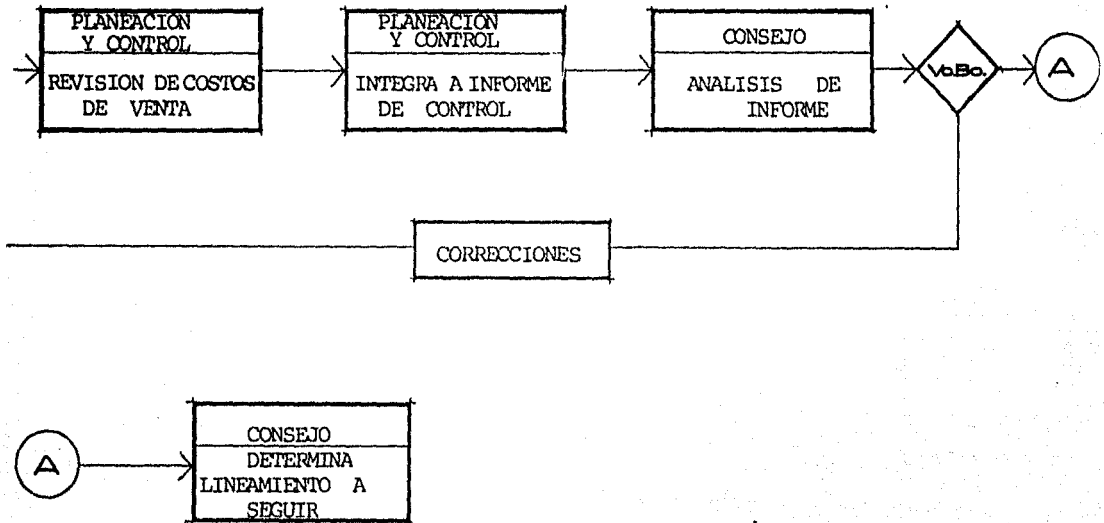 PLANEACION
Y CONTROL
REVISION DE COSTOS
DE VENTA
PLANEACION
Y CONTROL
INTEGRA A INFORME
DE CONTROL
CONSEJO
ANALISIS DE
INFORME
Vo.Bo.
A
CORRECCIONES
A
CONSEJO
DETERMINA
LINEAMIENTO A
SEGUIR